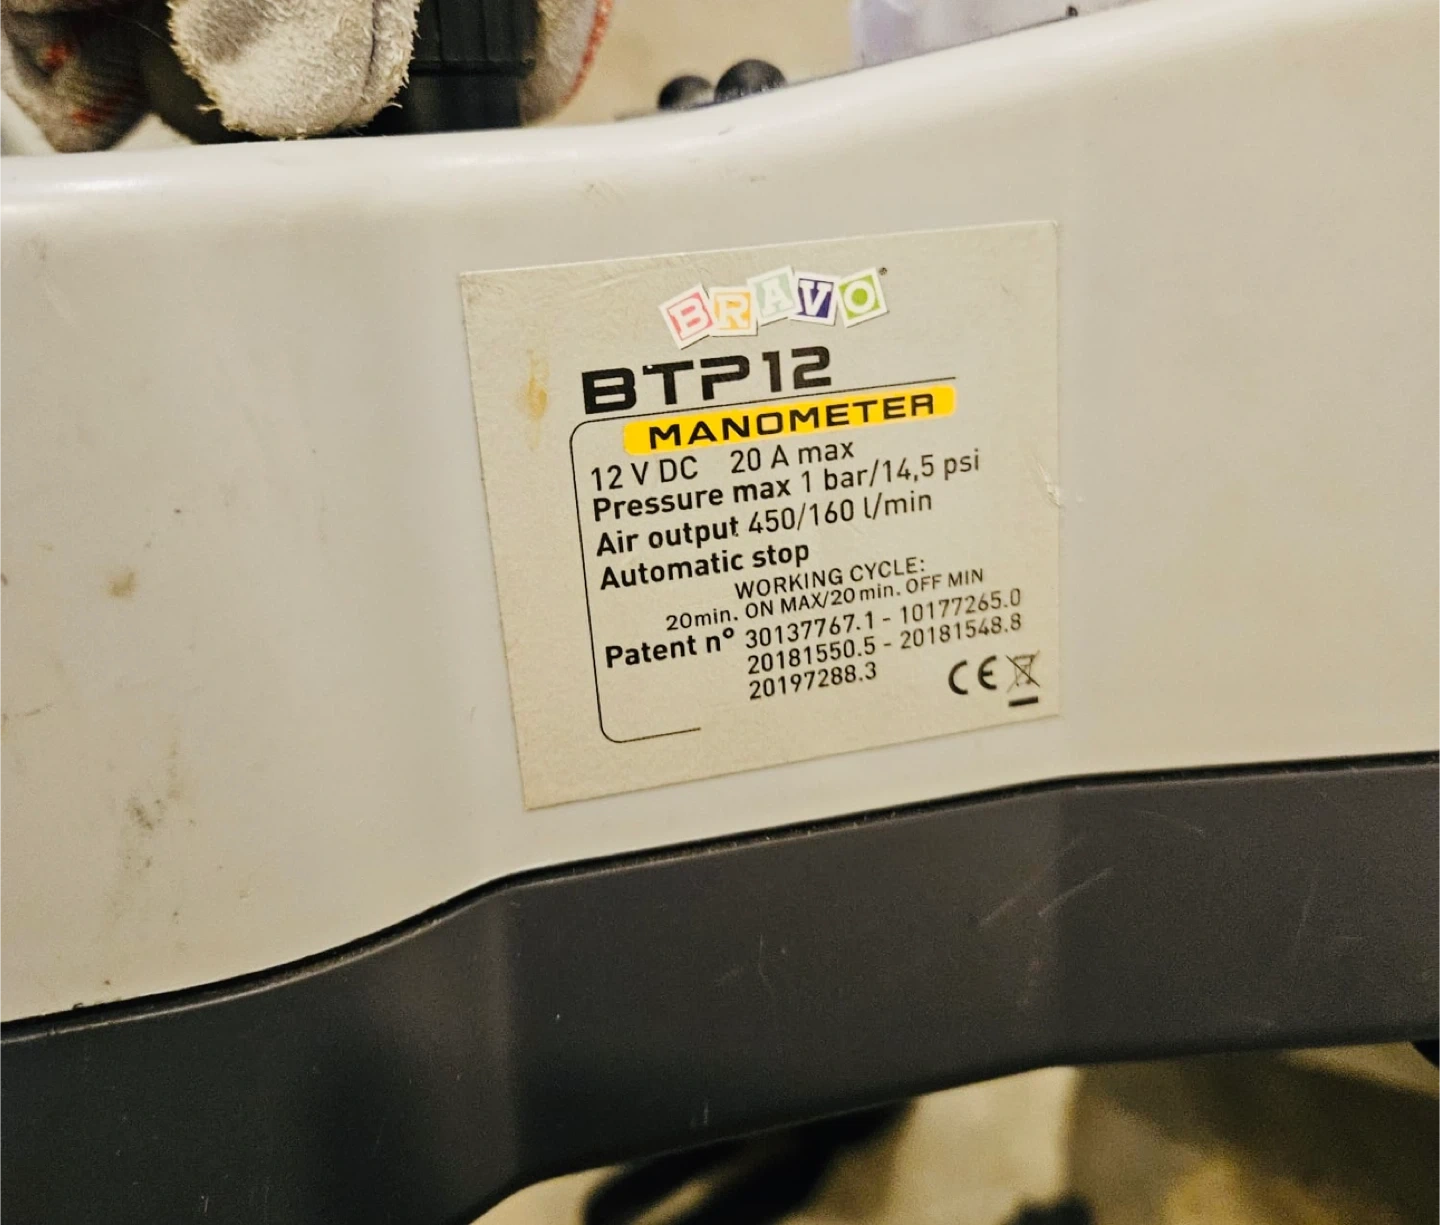 BRAVO
BTP12
MANOMETER
12 V DC 20 A max
Pressure max 1 bar/14,5 psi
Air output 450/160 l/min
Automatic stop
WORKING CYCLE:
20min. ON MAX/20min. OFF MIN
Patent n° 30137767.1 - 10177265.0
20181550.5 - 20181548.8
20197288.3
CE